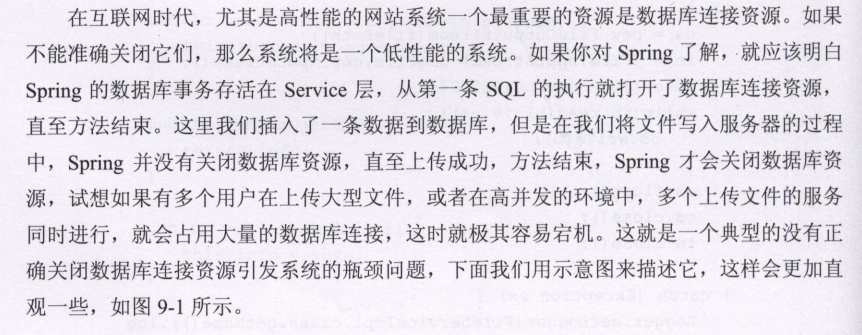 在互联网时代，尤其是高性能的网站系统一个最重要的资源是数据库连接资源。如果
不能准确关闭它们，那么系统将是一个低性能的系统。如果你对 Spring 了解，就应该明白
Spring 的数据库事务存活在 Service 层，从第一条 SQL 的执行就打开了数据库连接资源，
直至方法结束。这里我们插入了一条数据到数据库，但是在我们将文件写入服务器的过程
中，Spring 并没有关闭数据库资源，直至上传成功，方法结束，Spring 才会关闭数据库资
源，试想如果有多个用户在上传大型文件，或者在高并发的环境中，多个上传文件的服务
同时进行，就会占用大量的数据库连接，这时就极其容易宕机。这就是一个典型的没有正
确关闭数据库连接资源引发系统的瓶颈问题，下面我们用示意图来描述它，这样会更加直
观一些，如图 9-1 所示。